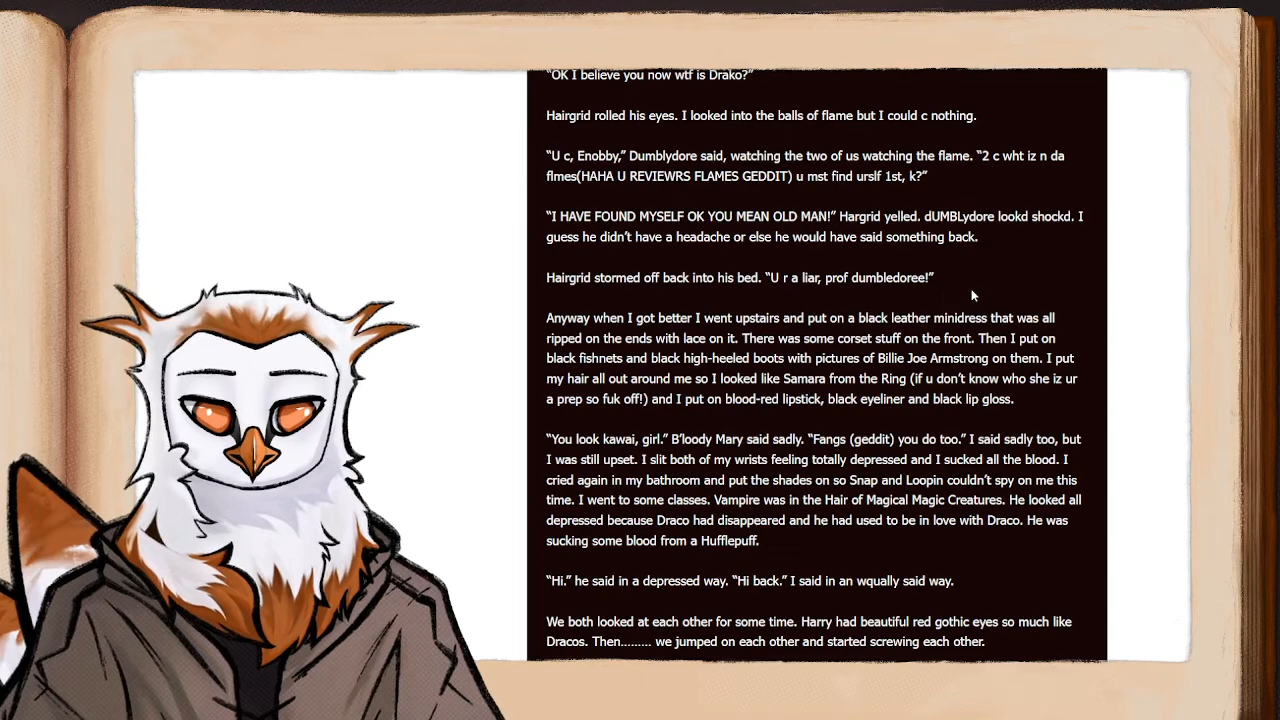 “OK I believe you now wtf is Drako?”
Hairgrid rolled his eyes. I looked into the balls of flame but I could c nothing.
“U c, Enobby,” Dumblydore said, watching the two of us watching the flame. “2 c wht iz n da
flmes(HAHA U REVIEWRS FLAMES GEDDIT) u mst find urslf 1st, k?”
“I HAVE FOUND MYSELF OK YOU MEAN OLD MAN!” Hargrid yelled. dUMBLydore lookd shockd. I
guess he didn’t have a headache or else he would have said something back.
Hairgrid stormed off back into his bed. “U r a liar, prof dumbledoree!”
Anyway when I got better I went upstairs and put on a black leather minidress that was all
ripped on the ends with lace on it. There was some corset stuff on the front. Then I put on
black fishnets and black high-heeled boots with pictures of Billie Joe Armstrong on them. I put
my hair all out around me so I looked like Samara from the Ring (if u don’t know who she iz ur
a prep so fuk off!) and I put on blood-red lipstick, black eyeliner and black lip gloss.
“You look kawai, girl.” B’loody Mary said sadly. “Fangs (geddit) you do too.” I said sadly too, but
I was still upset. I slit both of my wrists feeling totally depressed and I sucked all the blood. I
cried again in my bathroom and put the shades on so Snap and Loopin couldn’t spy on me this
time. I went to some classes. Vampire was in the Hair of Magical Magic Creatures. He looked all
depressed because Draco had disappeared and he had used to be in love with Draco. He was
sucking some blood from a Hufflepuff.
“Hi.” he said in a depressed way. “Hi back.” I said in an wqually said way.
We both looked at each other for some time. Harry had beautiful red gothic eyes so much like
Dracos. Then……… we jumped on each other and started screwing each other.